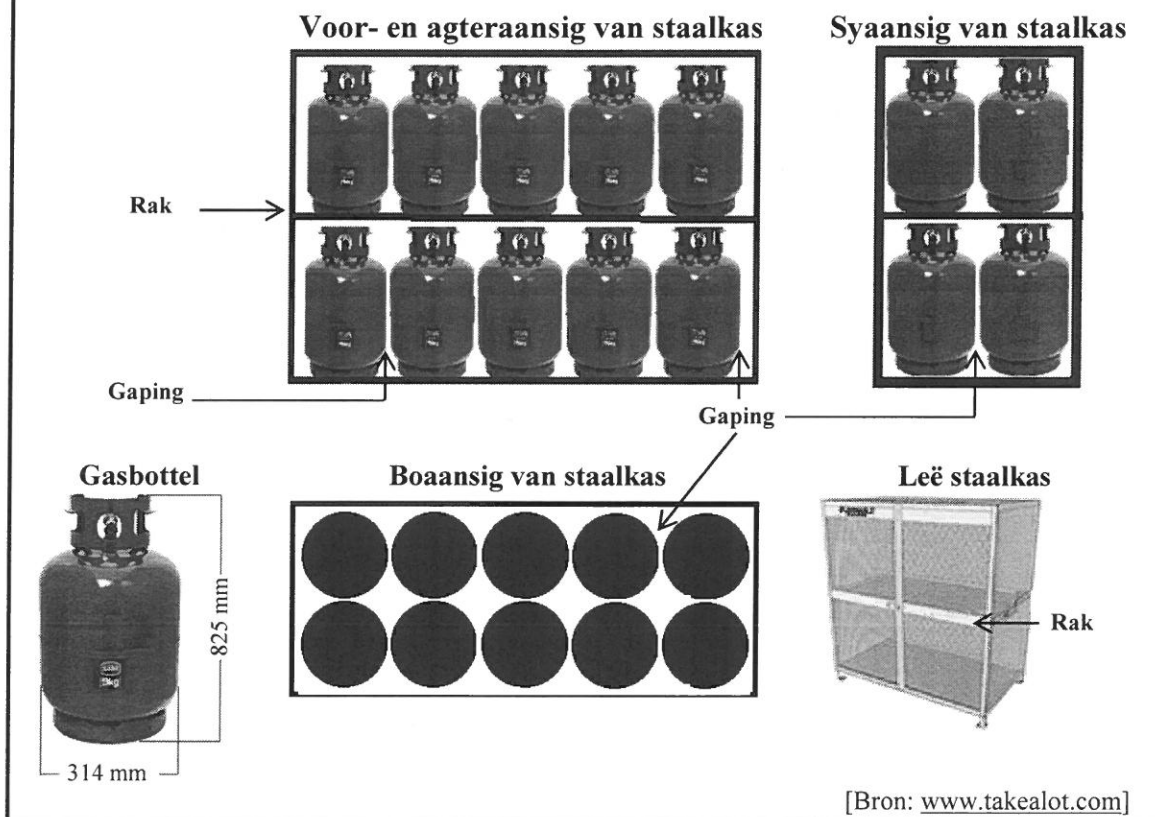 Voor- en agteraansig van staalkas
Syaansig van staalkas
Rak
Gaping
Gaping
Gasbottel
Boaansig van staalkas
Leë staalkas
825 mm
Rak
314 mm
[Bron: www.takealot.com]